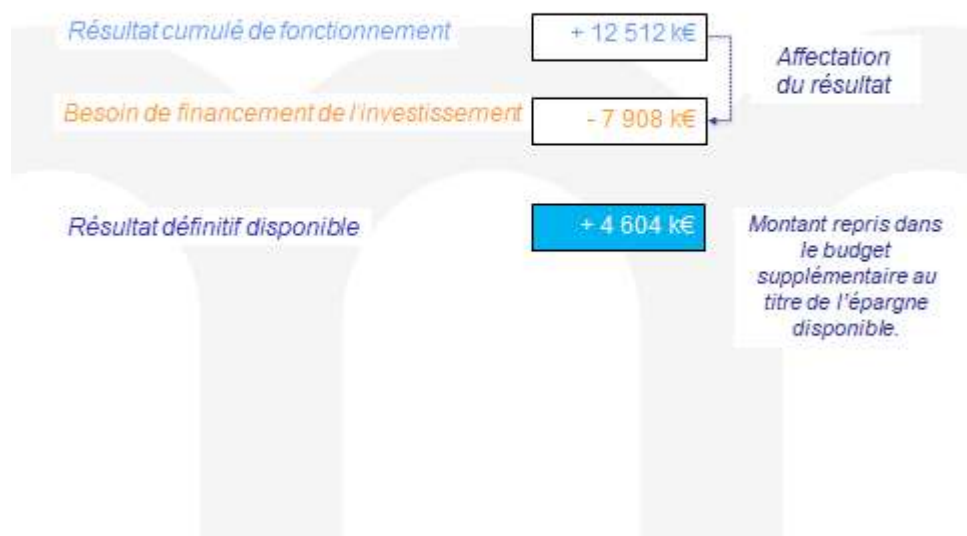 Résultat cumulé de fonctionnement + 12 512 k€
Affectation
du résultat
Besoin de financement de l'investissement - 7 908 k€
Résultat définitif disponible + 4 604 k€
Montant repris dans
le budget
supplémentaire au
titre de l'épargne
disponible.